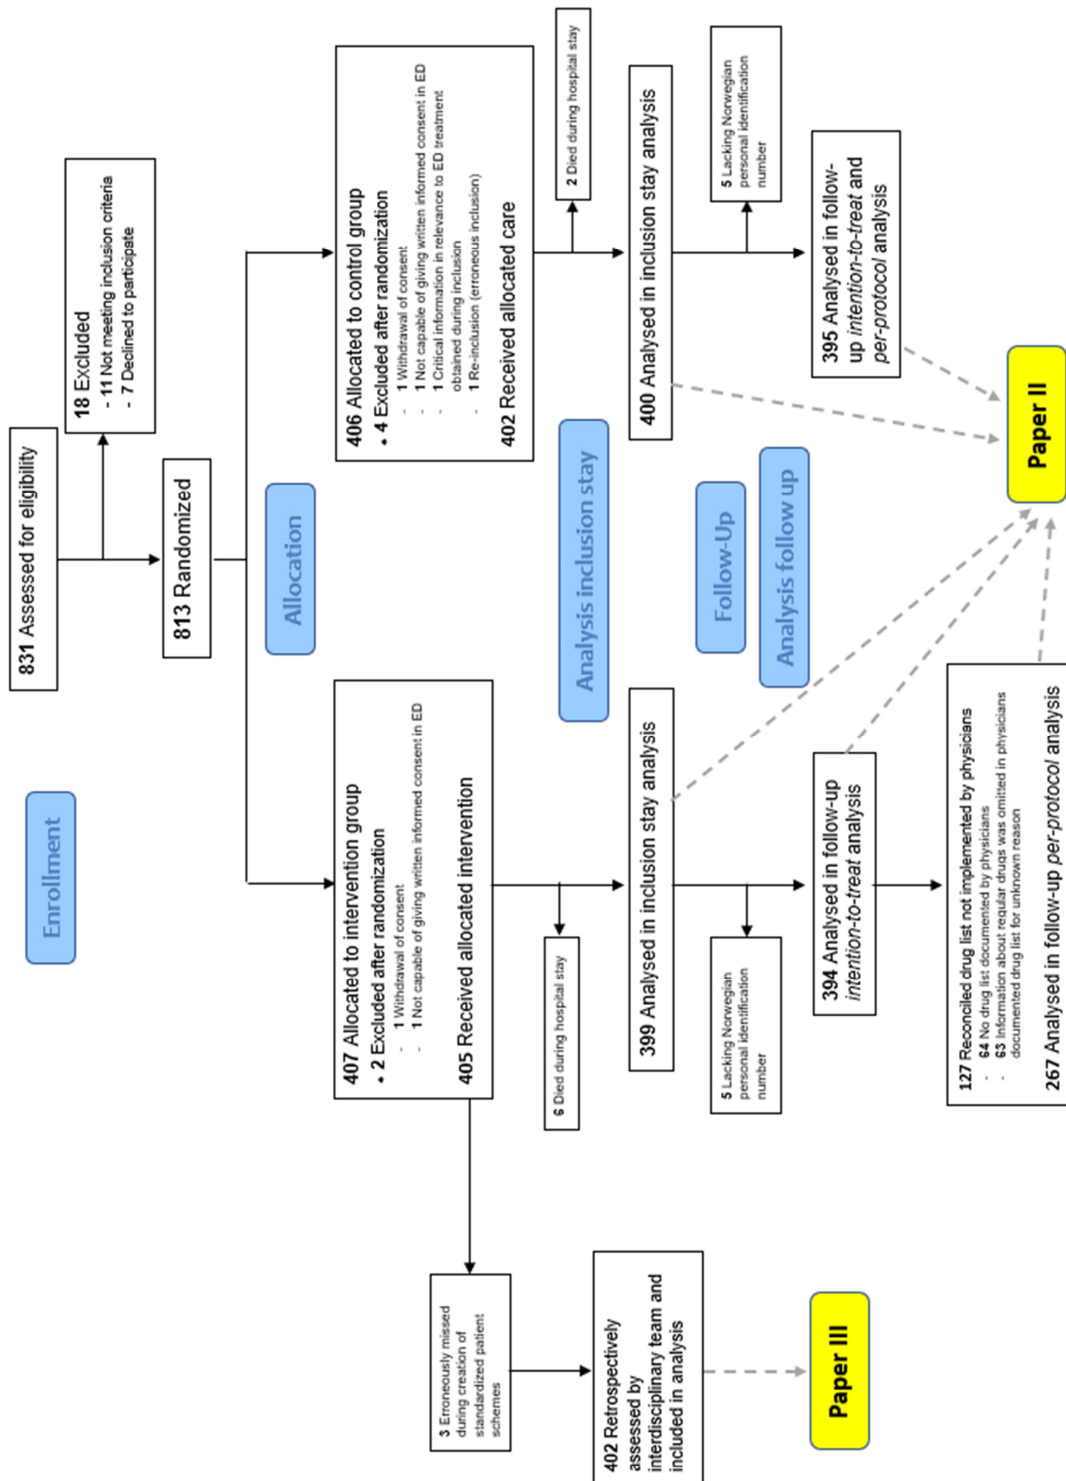 Enrollment
831 Assessed for eligibility
18 Excluded
- 11 Not meeting inclusion criteria
- 7 Declined to participate
813 Randomized
Allocation
407 Allocated to intervention group
• 2 Excluded after randomization
- 1 Withdrawal of consent
- 1 Not capable of giving written informed consent in ED
405 Received allocated intervention
406 Allocated to control group
• 4 Excluded after randomization
- 1 Withdrawal of consent
- 1 Not capable of giving written informed consent in ED
- 1 Critical information in relevance to ED treatment
obtained during inclusion
- 1 Re-inclusion (erroneous inclusion)
402 Received allocated care
3 Erroneously missed
during creation of
standardized patient
schemes
6 Died during hospital stay
2 Died during hospital stay
Analysis inclusion stay
402 Retrospectively
assessed by
interdisciplinary team and
included in analysis
399 Analysed in inclusion stay analysis
400 Analysed in inclusion stay analysis
5 Lacking Norwegian
personal identification
number
Follow-Up
5 Lacking Norwegian
personal identification
number
Analysis follow up
394 Analysed in follow-up
intention-to-treat analysis
395 Analysed in follow-
up intention-to-treat and
per-protocol analysis
Paper III
127 Reconciled drug list not implemented by physicians
- 64 No drug list documented by physicians
- 63 Information about regular drugs was omitted in physicians
documented drug list for unknown reason
267 Analysed in follow-up per-protocol analysis
Paper II